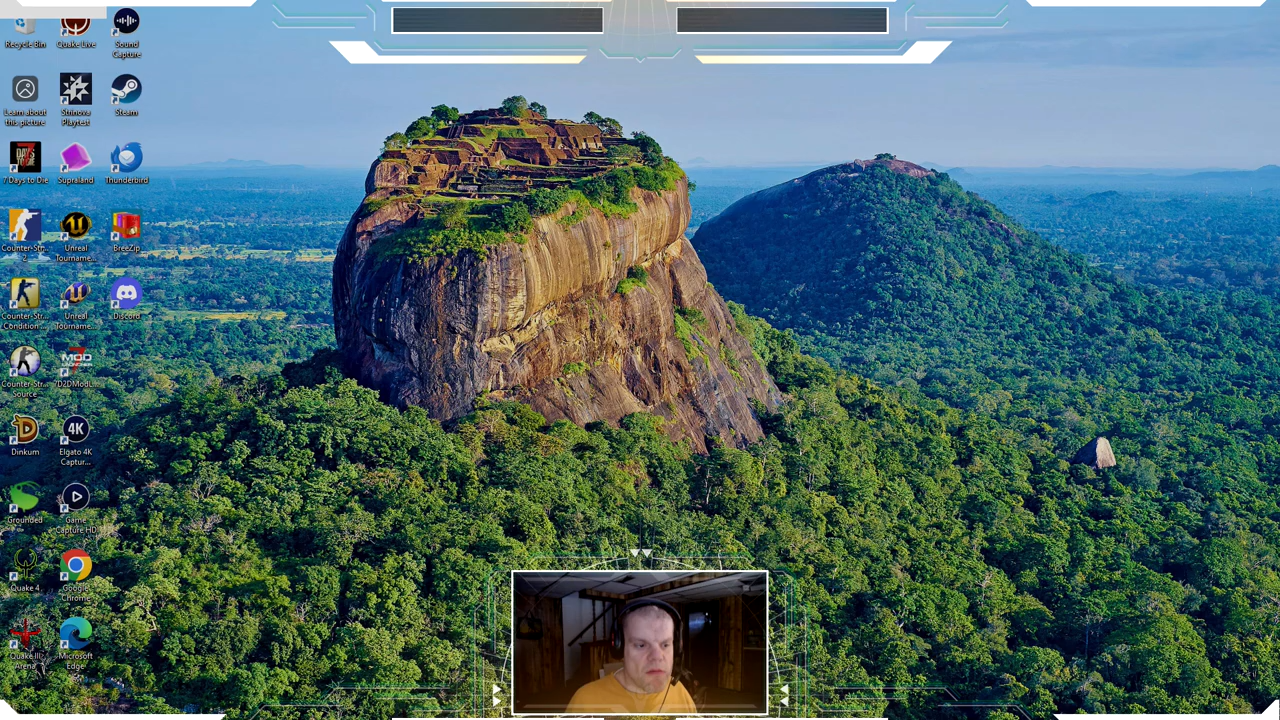 Recycle Bin
Quake Live
Sound
Capture
Learn about
this picture
Strinova
Playtest
Steam
7 Days to Die
Supraland
Thunderbird
Counter-Str...
2
Unreal
Tourname...
BreeZip
Counter-Str...
Condition ...
Unreal
Tourname...
Discord
Counter-Str...
Source
7D2DModL...
Dinkum
Elgato 4K
Captur...
Grounded
Game
Capture HD
Quake 4
Google
Chrome
Quake III
Arena
Microsoft
Edge